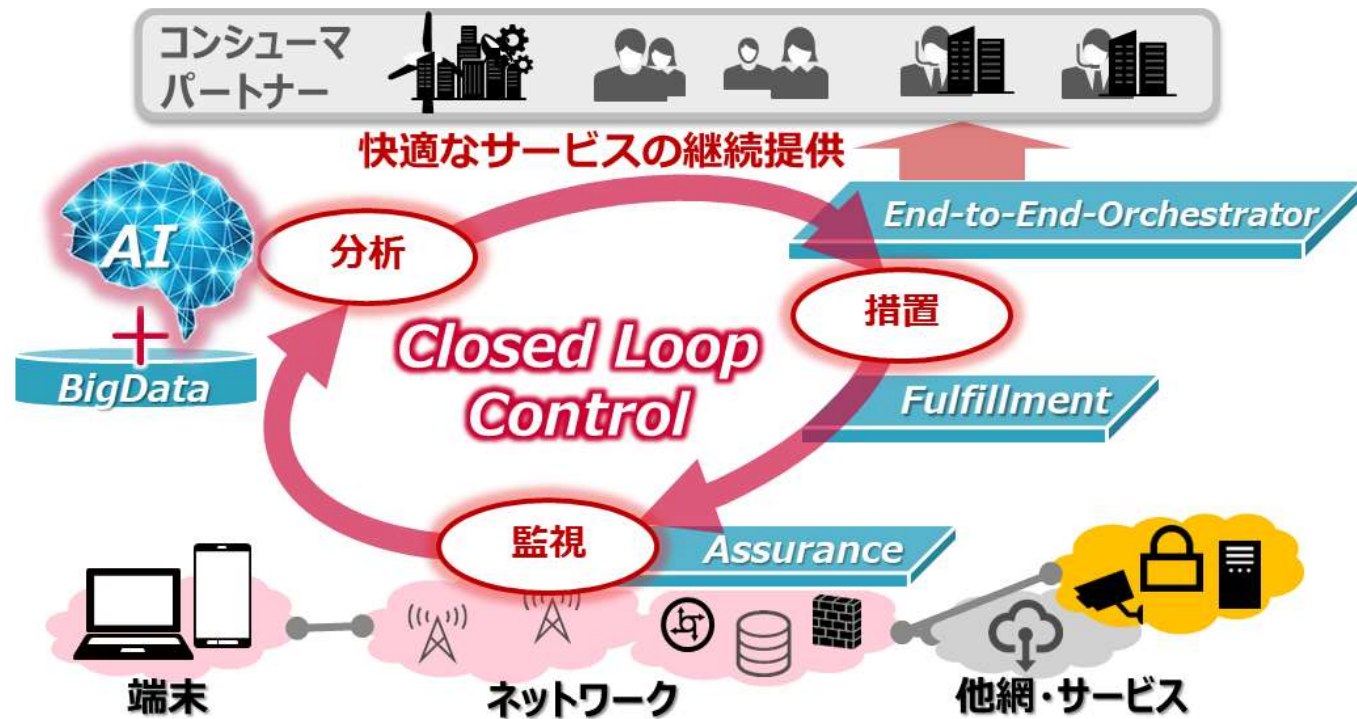 コンシューマ
パートナー
快適なサービスの継続提供
End-to-End-Orchestrator
AI
分析
措置
BigData
Closed Loop
Control
Fulfillment
監視
Assurance
端末
ネットワーク
他網・サービス